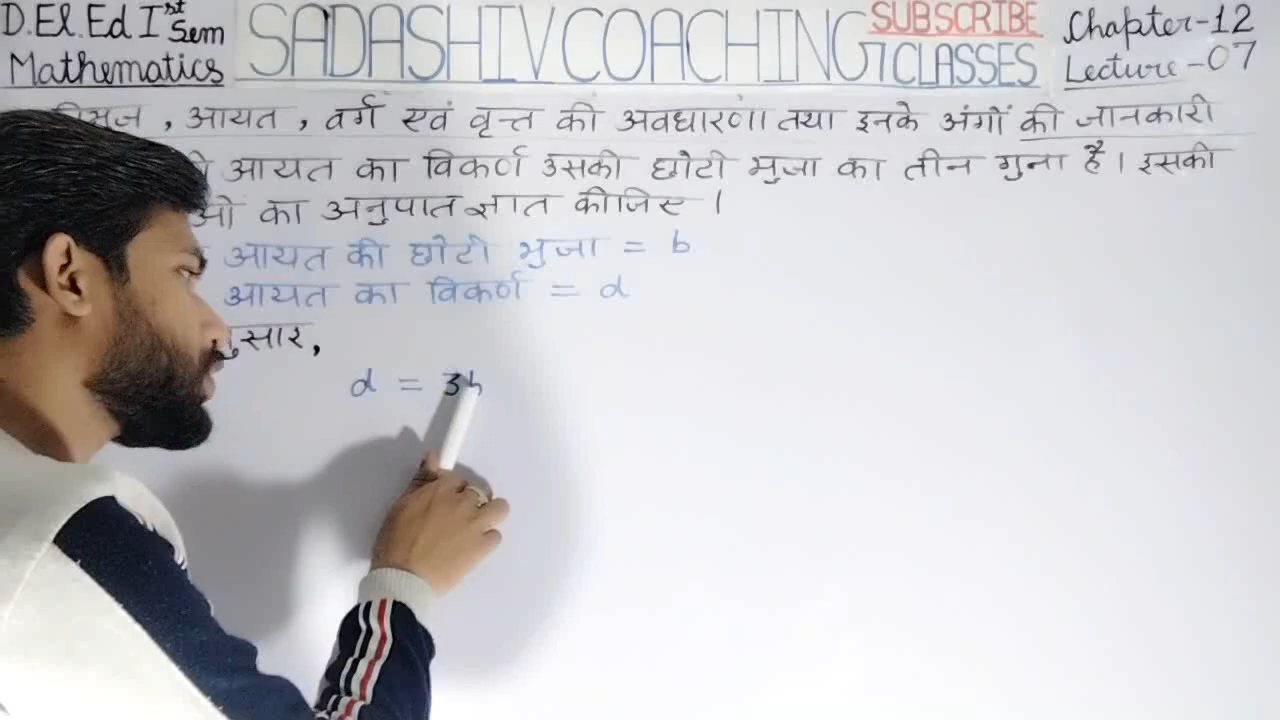 D.El.Ed Ist Sem
Mathematics
SADASHIV COACHING CLASSES
SUBSCRIBE
Chapter-12
Lecture-07
, आयत , वर्ग एवं वृत्त की अवधारणा तथा इनके अंगों की जानकारी
आयत का विकर्ण उसकी छोटी भुजा का तीन गुना है। इसकी
का अनुपात ज्ञात कीजिए ।
आयत की छोटी भुजा = b
आयत का विकर्ण = d
नुसार,
d = 3b